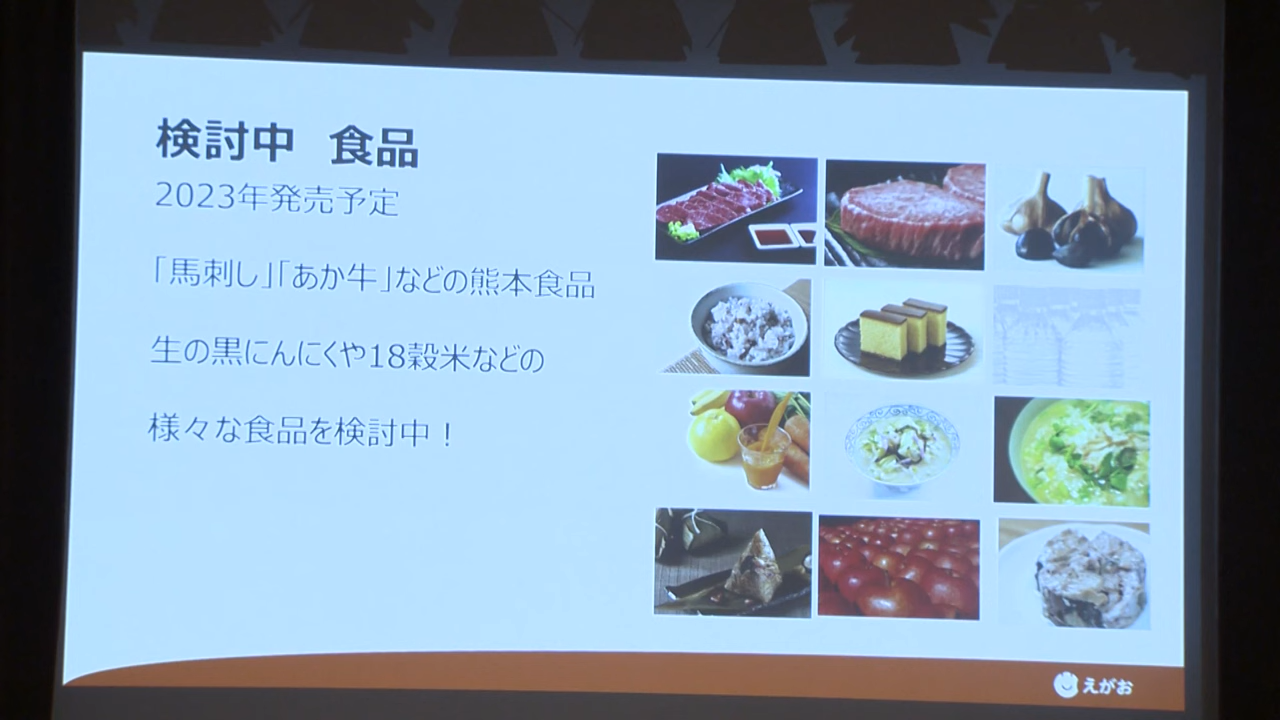 検討中 食品
2023年発売予定
「馬刺し」「あか牛」などの熊本食品
生の黒にんにくや18穀米などの
様々な食品を検討中！
えがお